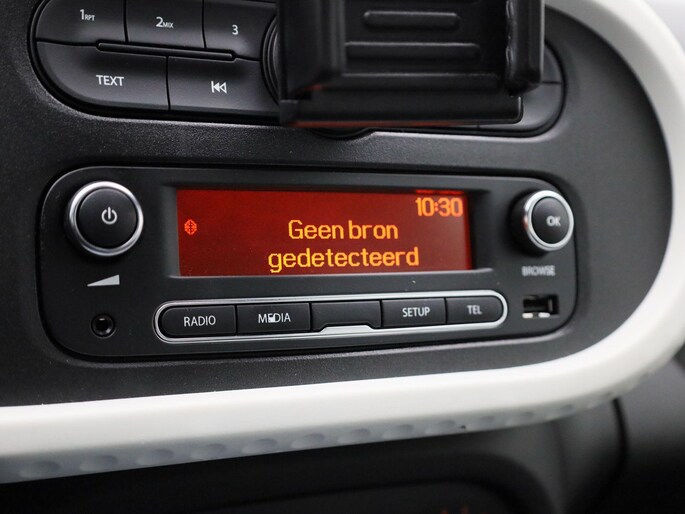 1RPT
2MIX
3
TEXT
10:30
Geen bron
gedetecteerd
OK
BROWSE
RADIO
MEDIA
SETUP
TEL